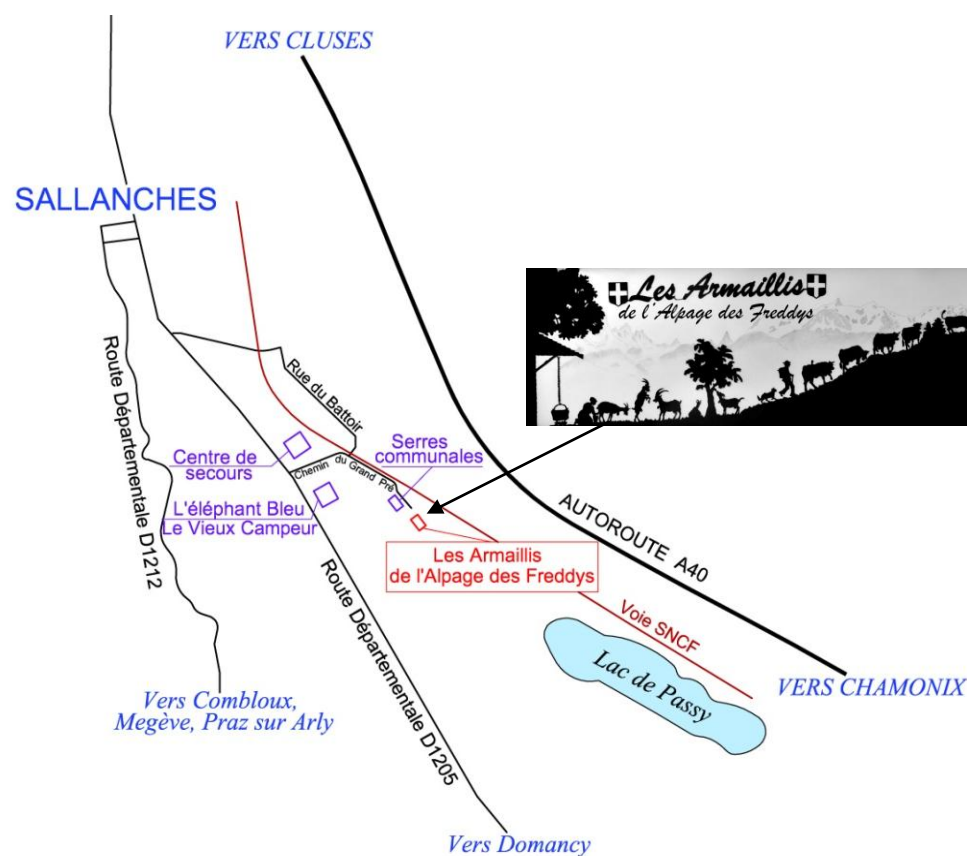 VERS CLUSES
SALLANCHES
Les Armaillis
de l'Alpage des Freddys
Rue du Battoir
Route Départementale D1212
Centre de
secours
Serres
communales
Chemin du Grand Pré
L'éléphant Bleu
Le Vieux Campeur
AUTOROUTE A40
Les Armaillis
de l'Alpage des Freddys
Route Départementale D1205
Voie SNCF
Lac de Passy
VERS CHAMONIX
Vers Combloux,
Megève, Praz sur Arly
Vers Domancy